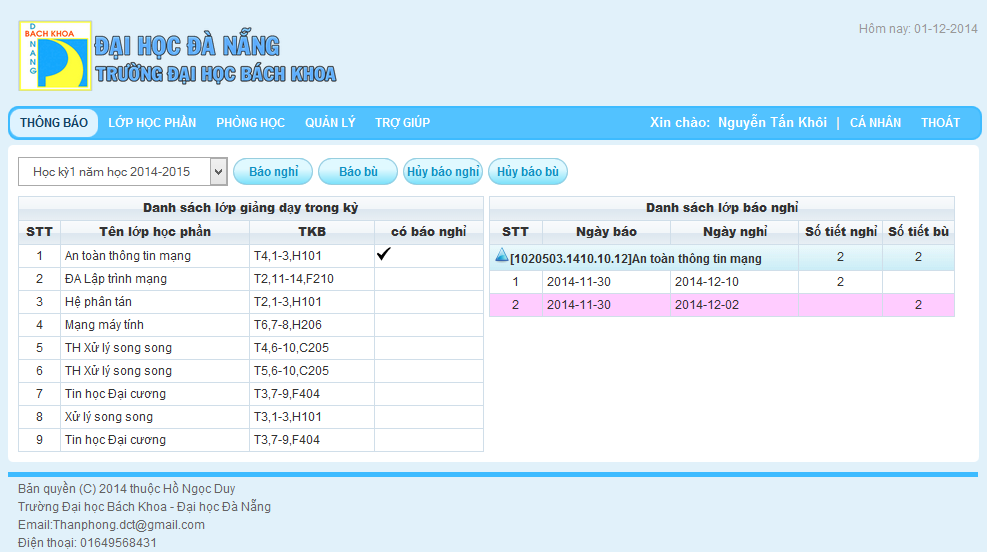 BACH KHOA
DA NANG
ĐẠI HỌC ĐÀ NẴNG
TRƯỜNG ĐẠI HỌC BÁCH KHOA
Hôm nay: 01-12-2014
THÔNG BÁO LỚP HỌC PHẦN PHÒNG HỌC QUẢN LÝ TRỢ GIÚP Xin chào: Nguyễn Tấn Khôi | CÁ NHÂN THOÁT
Học kỳ1 năm học 2014-2015 Báo nghỉ Báo bù Hủy báo nghỉ Hủy báo bù
Danh sách lớp giảng dạy trong kỳ
STT Tên lớp học phần TKB có báo nghỉ
1 An toàn thông tin mạng T4,1-3,H101 ✓
2 ĐA Lập trình mạng T2,11-14,F210
3 Hệ phân tán T2,1-3,H101
4 Mạng máy tính T6,7-8,H206
5 TH Xử lý song song T4,6-10,C205
6 TH Xử lý song song T5,6-10,C205
7 Tin học Đại cương T3,7-9,F404
8 Xử lý song song T3,1-3,H101
9 Tin học Đại cương T3,7-9,F404
Danh sách lớp báo nghỉ
STT Ngày báo Ngày nghỉ Số tiết nghỉ Số tiết bù
[1020503.1410.10.12]An toàn thông tin mạng 2 2
1 2014-11-30 2014-12-10 2
2 2014-11-30 2014-12-02 2
Bản quyền (C) 2014 thuộc Hồ Ngọc Duy
Trường Đại học Bách Khoa - Đại học Đà Nẵng
Email:Thanphong.dct@gmail.com
Điện thoại: 01649568431